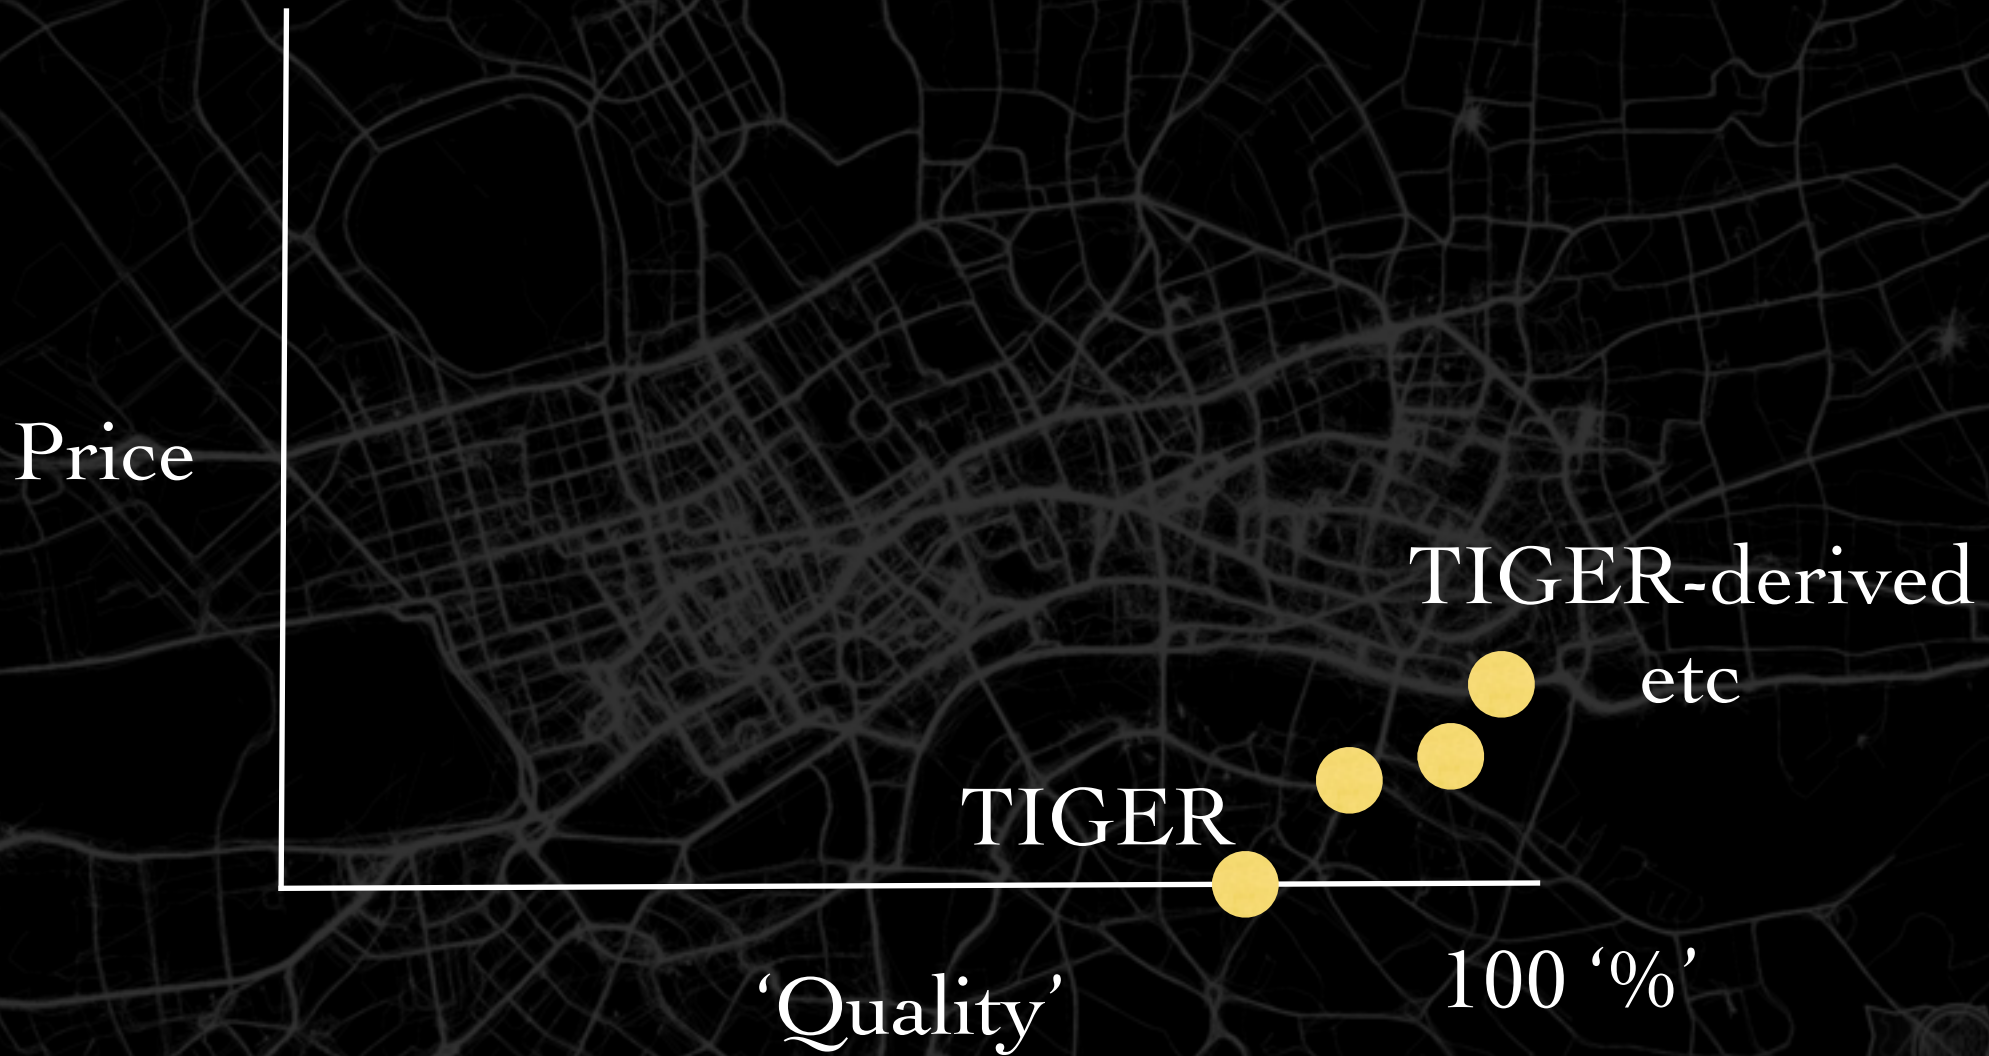 Price
TIGER-derived
etc
TIGER
‘Quality’
100 ‘%’